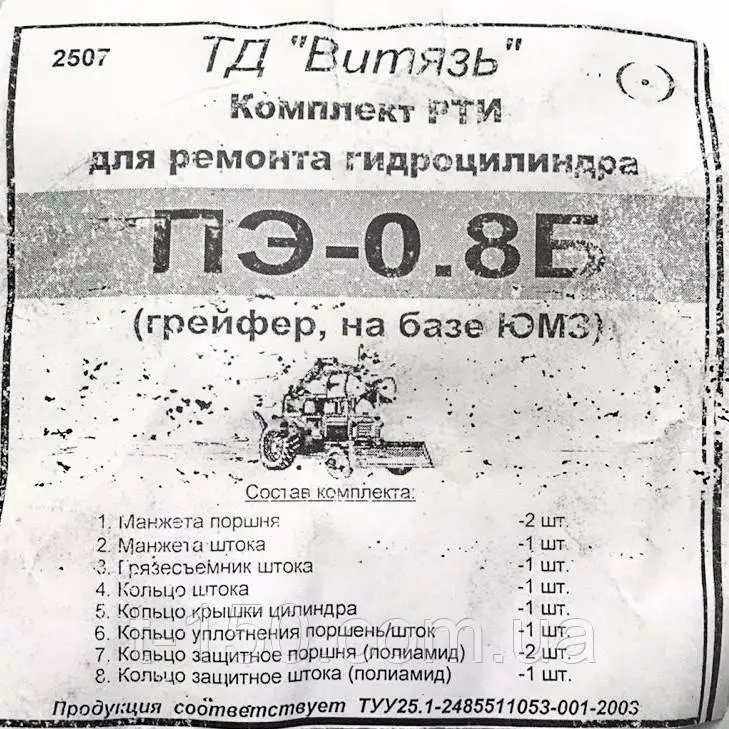 2507
ТД "Витязь"
Комплект РТИ
для ремонта гидроцилиндра
ПЭ-0.8Б
(грейфер, на базе ЮМЗ)
Состав комплекта:
1. Манжета поршня -2 шт.
2. Манжета штока -1 шт.
3. Грязесъемник штока -1 шт.
4. Кольцо штока -1 шт.
5. Кольцо крышки цилиндра -1 шт.
6. Кольцо уплотнения поршень/шток -1 шт.
7. Кольцо защитное поршня (полиамид) -2 шт.
8. Кольцо защитное штока (полиамид) -1 шт.
t-150.com.ua
Продукция соответствует ТУУ25.1-2485511053-001-2003